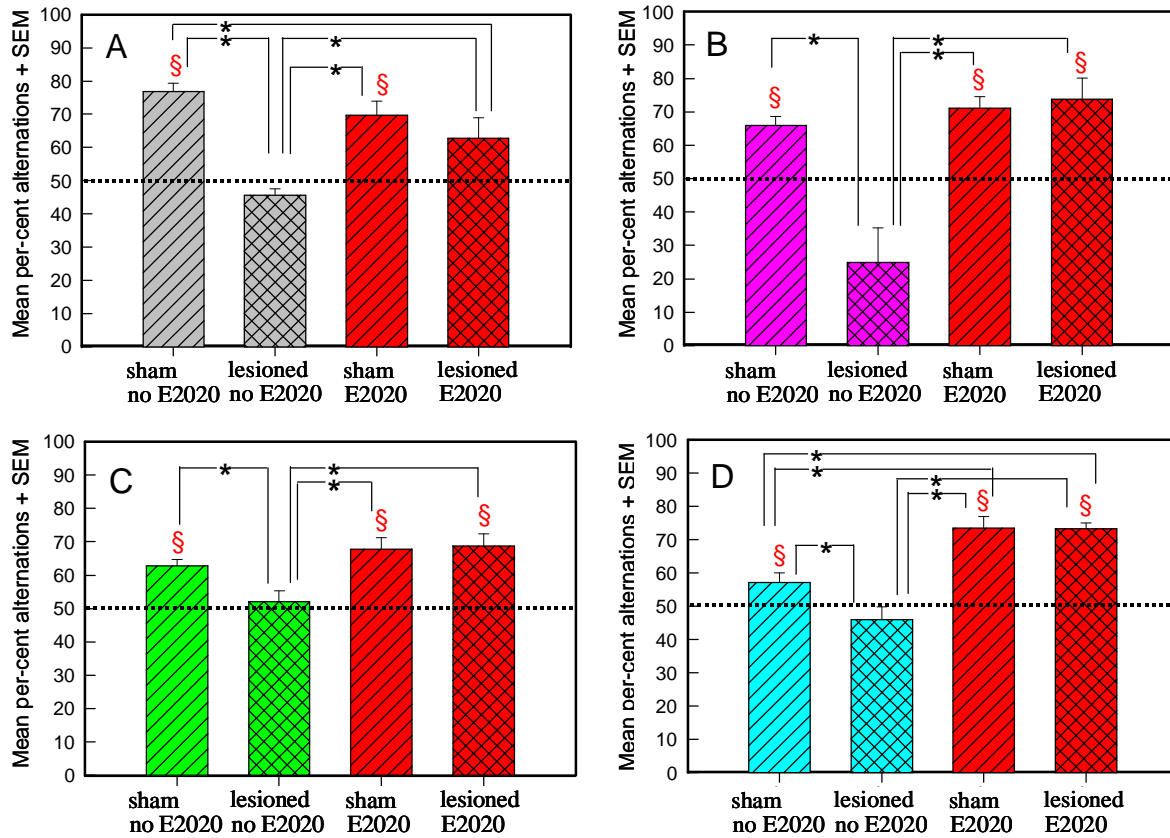 A
Mean per-cent alternations + SEM
100
90
80
70
60
50
40
30
20
10
0
*
*
*
*
§
§
sham
no E2020
lesioned
no E2020
sham
E2020
lesioned
E2020
B
Mean per-cent alternations + SEM
100
90
80
70
60
50
40
30
20
10
0
*
*
*
§
§
§
sham
no E2020
lesioned
no E2020
sham
E2020
lesioned
E2020
C
Mean per-cent alternations + SEM
100
90
80
70
60
50
40
30
20
10
0
*
*
*
§
§
§
sham
no E2020
lesioned
no E2020
sham
E2020
lesioned
E2020
D
Mean per-cent alternations + SEM
100
90
80
70
60
50
40
30
20
10
0
*
*
*
*
*
§
§
§
sham
no E2020
lesioned
no E2020
sham
E2020
lesioned
E2020